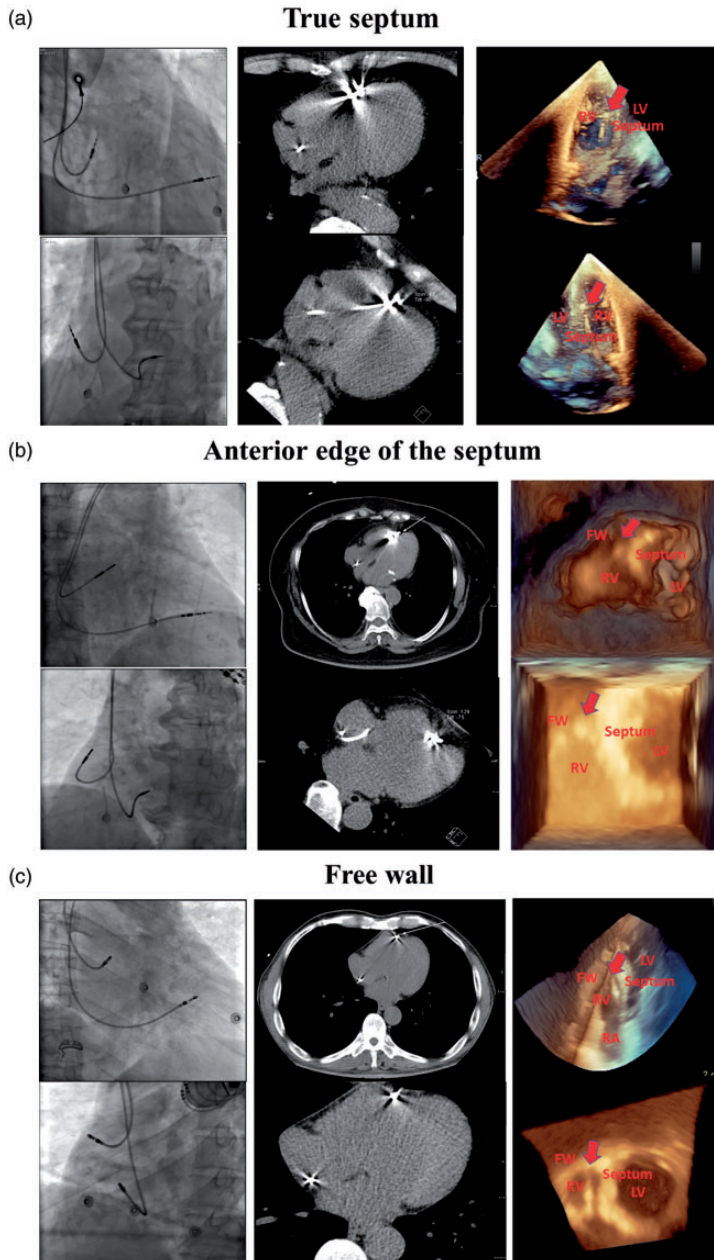 (a)
True septum
RV
LV
Septum
R
LV
RV
Septum
(b)
Anterior edge of the septum
FW
Septum
RV
LV
FW
Septum
LV
RV
(c)
Free wall
LV
FW
Septum
RV
RA
FW
Septum
RV
LV